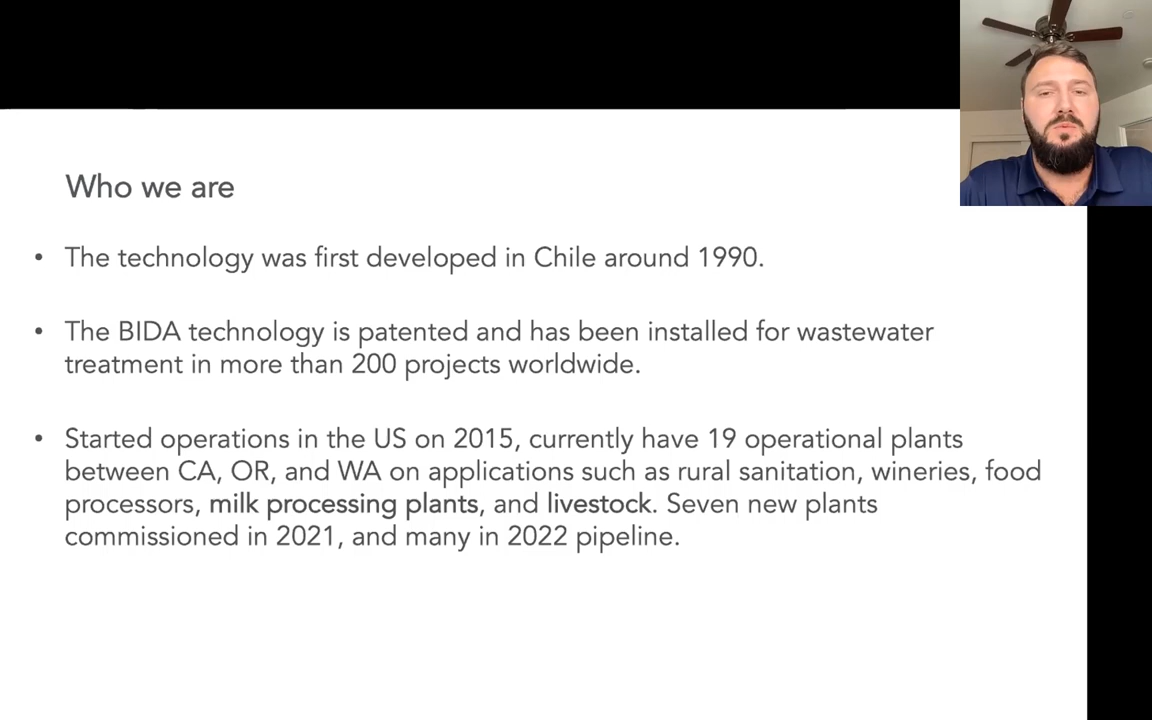 Who we are
• The technology was first developed in Chile around 1990.
• The BIDA technology is patented and has been installed for wastewater
treatment in more than 200 projects worldwide.
• Started operations in the US on 2015, currently have 19 operational plants
between CA, OR, and WA on applications such as rural sanitation, wineries, food
processors, milk processing plants, and livestock. Seven new plants
commissioned in 2021, and many in 2022 pipeline.